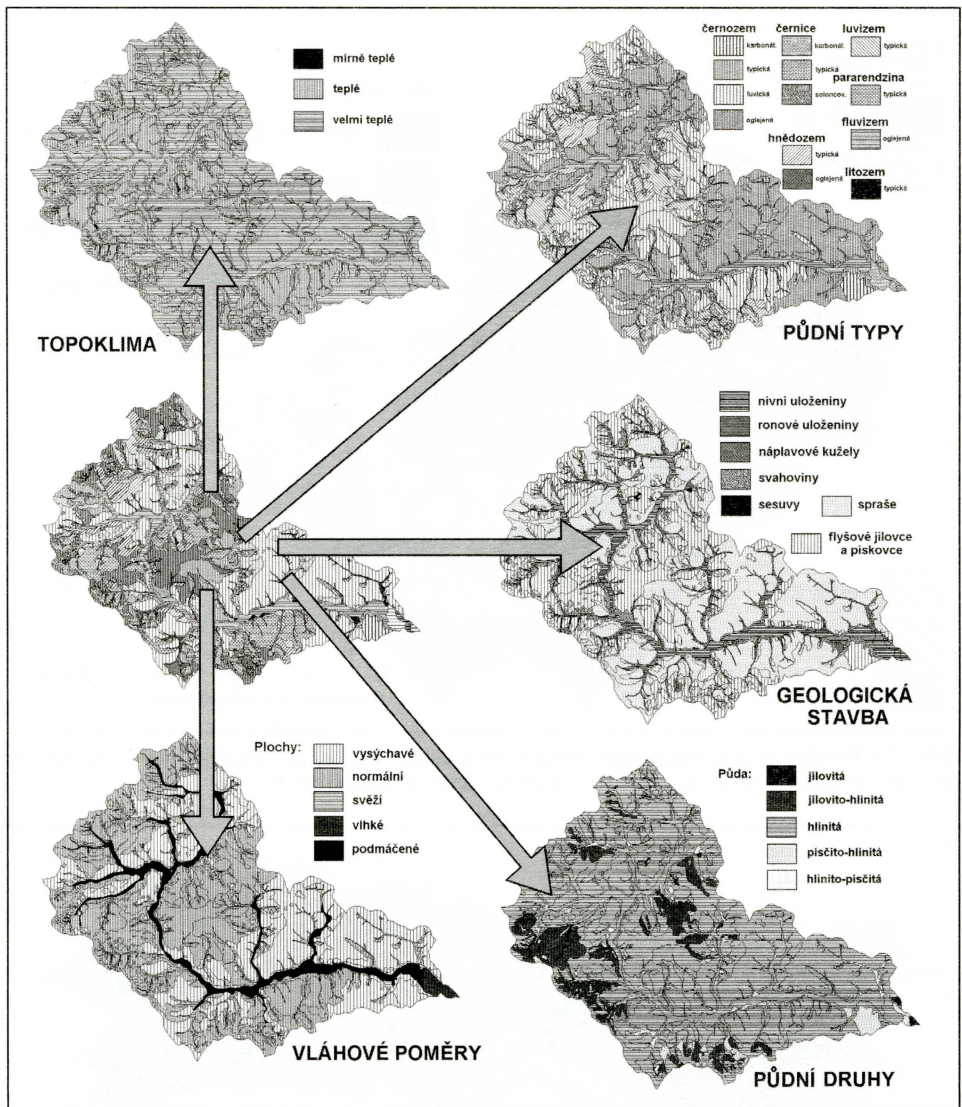 mírně teplé
teplé
velmi teplé
TOPOKLIMA
černozem
karbonát.
typická
luvická
oglejená
černice
karbonát.
typická
soloncov.
luvizem
typická
pararendzina
typická
hnědozem
typická
oglejená
fluvizem
oglejená
litozem
typická
PŮDNÍ TYPY
nivní uloženiny
ronové uloženiny
náplavové kužely
svahoviny
sesuvy
spraše
flyšové jílovce
a pískovce
GEOLOGICKÁ
STAVBA
Plochy:
vysýchavé
normální
svěží
vlhké
podmáčené
VLÁHOVÉ POMĚRY
Půda:
jílovitá
jílovito-hlinitá
hlinitá
písčito-hlinitá
hlinito-písčitá
PŮDNÍ DRUHY